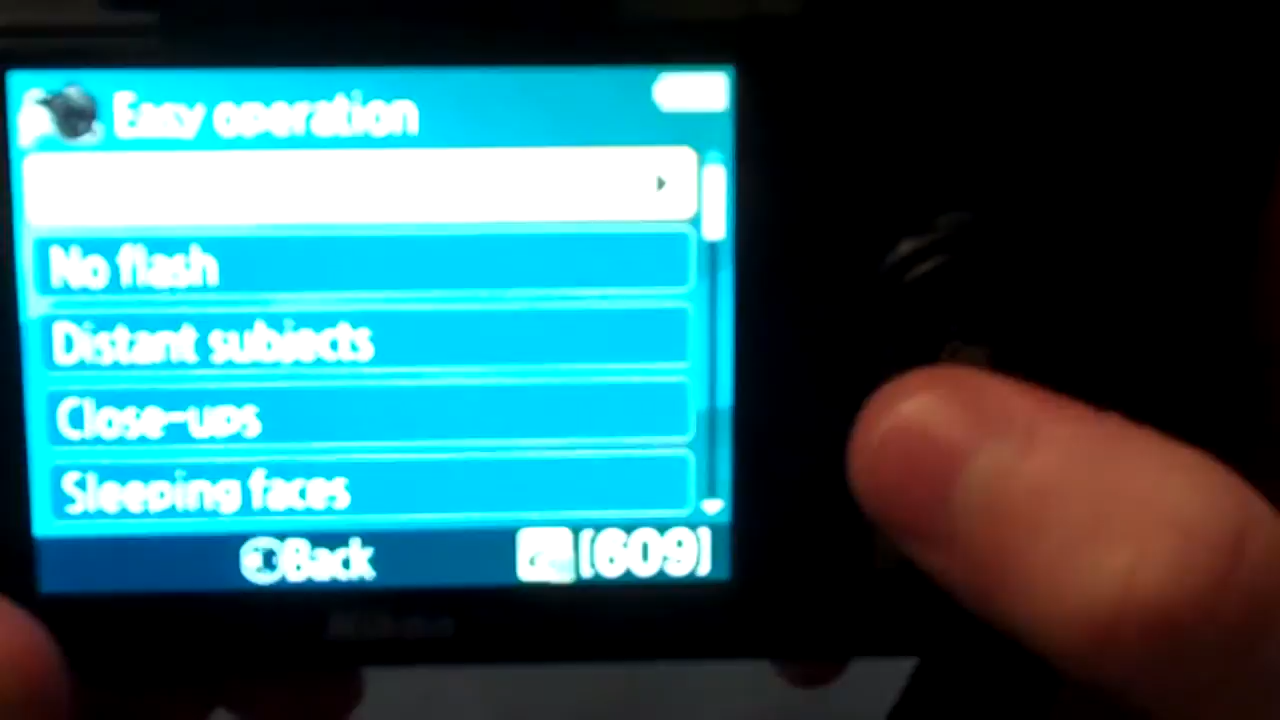 Easy operation
No flash
Distant subjects
Close-ups
Sleeping faces
Back [609]